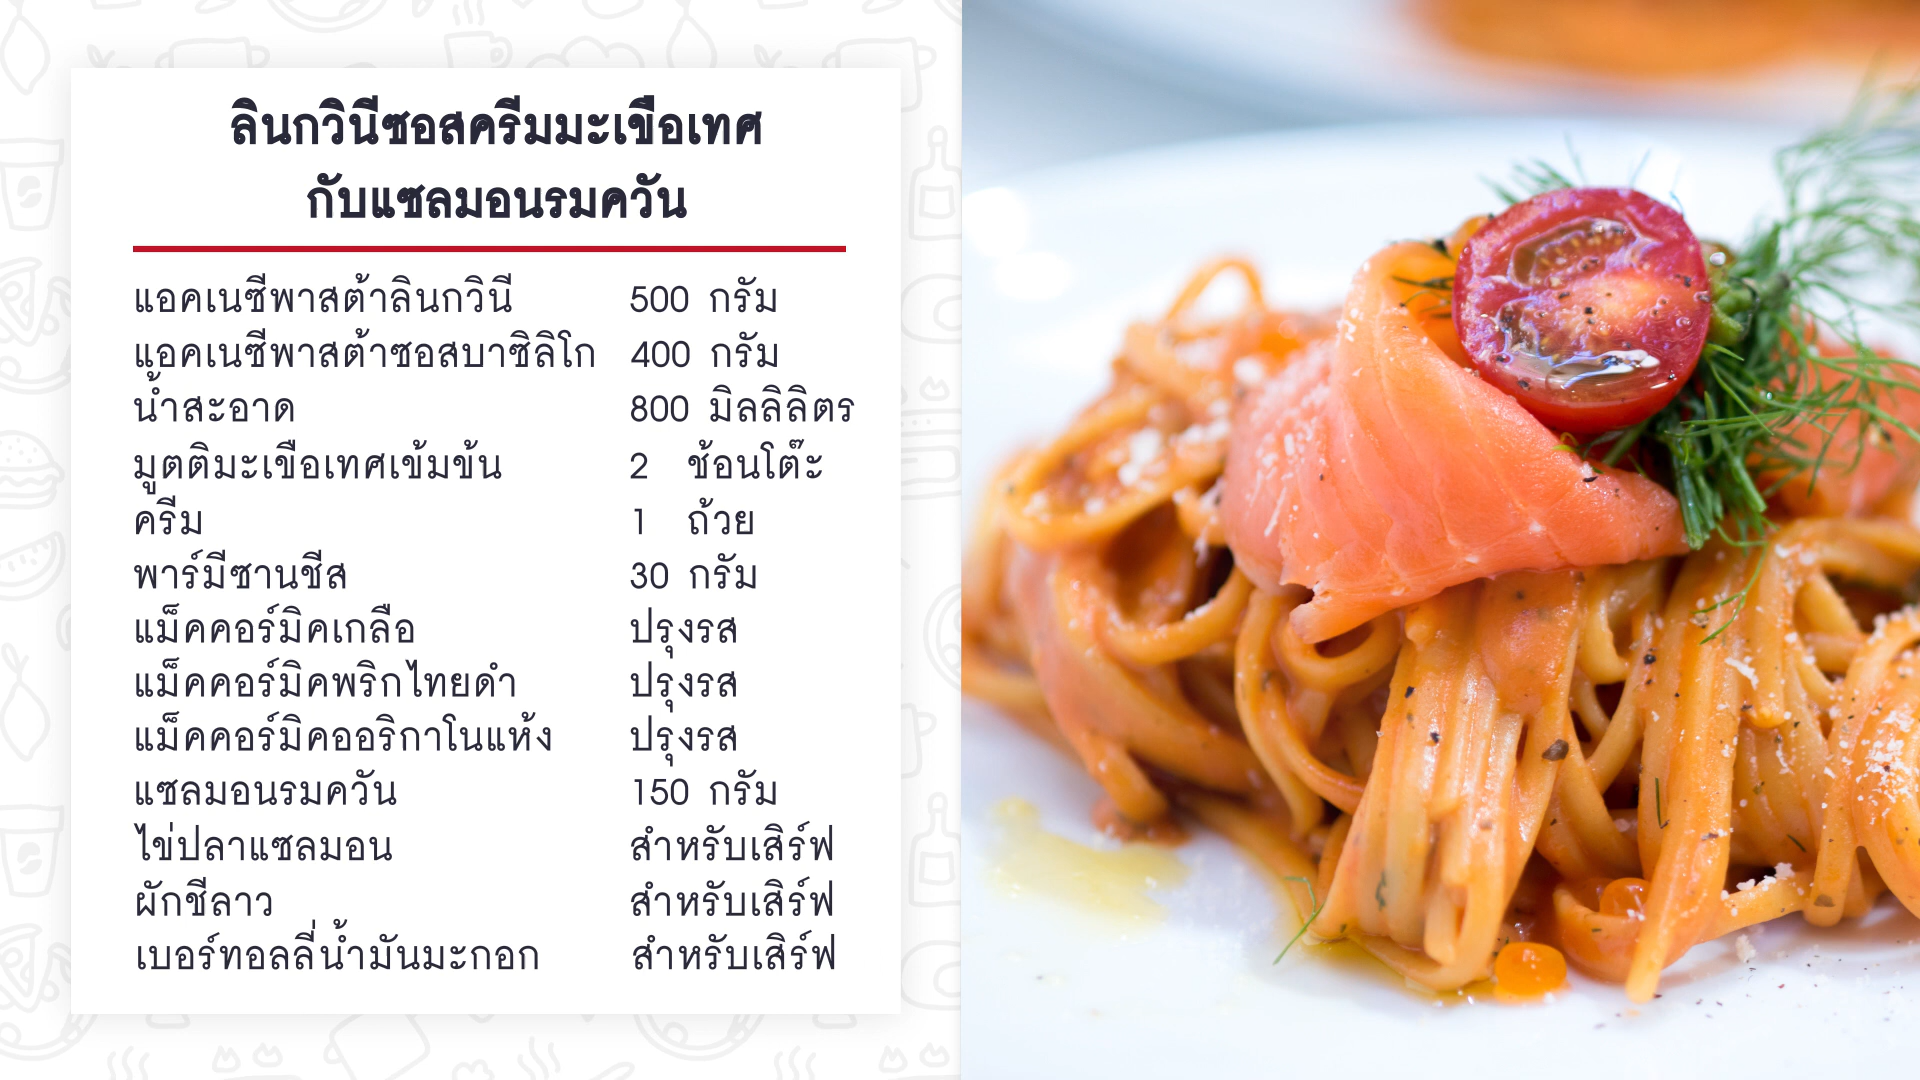 ลินกวินีซอสครีมมะเขือเทศ
กับแซลมอนรมควัน
แอคเนซีพาสต้าลินกวินี 500 กรัม
แอคเนซีพาสต้าซอสบาซิลิโก 400 กรัม
น้ำสะอาด 800 มิลลิลิตร
มูตติมะเขือเทศเข้มข้น 2 ช้อนโต๊ะ
ครีม 1 ถ้วย
พาร์มีซานชีส 30 กรัม
แม็คคอร์มิคเกลือ ปรุงรส
แม็คคอร์มิคพริกไทยดำ ปรุงรส
แม็คคอร์มิคออริกาโนแห้ง ปรุงรส
แซลมอนรมควัน 150 กรัม
ไข่ปลาแซลมอน สำหรับเสิร์ฟ
ผักชีลาว สำหรับเสิร์ฟ
เบอร์ทอลลี่น้ำมันมะกอก สำหรับเสิร์ฟ